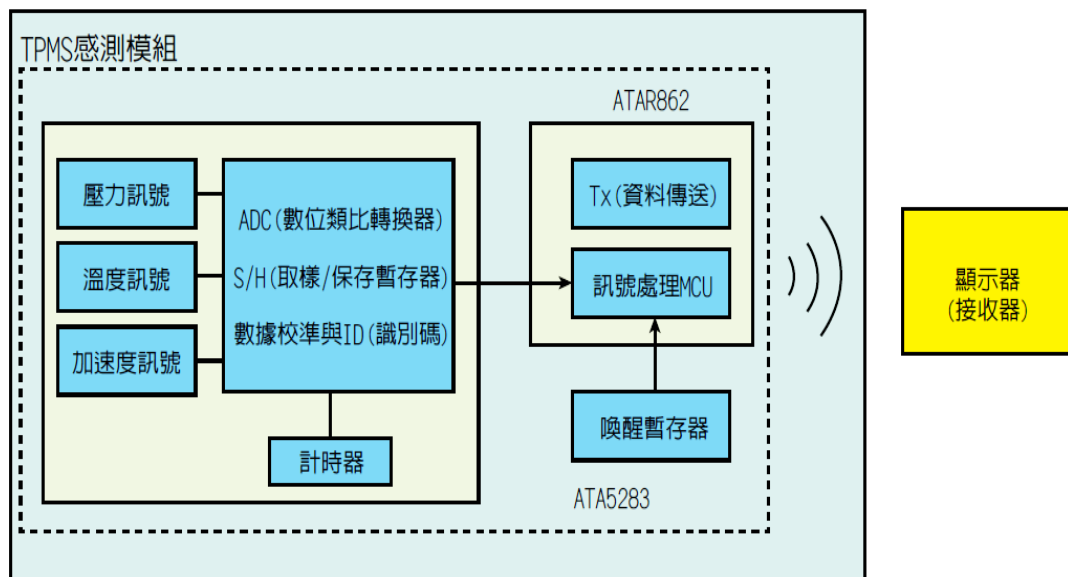 TPMS感測模組
ATAR862
壓力訊號
溫度訊號
加速度訊號
ADC(數位類比轉換器)
S/H(取樣/保存暫存器)
數據校準與ID(識別碼)
計時器
Tx(資料傳送)
訊號處理MCU
喚醒暫存器
ATA5283
顯示器
(接收器)